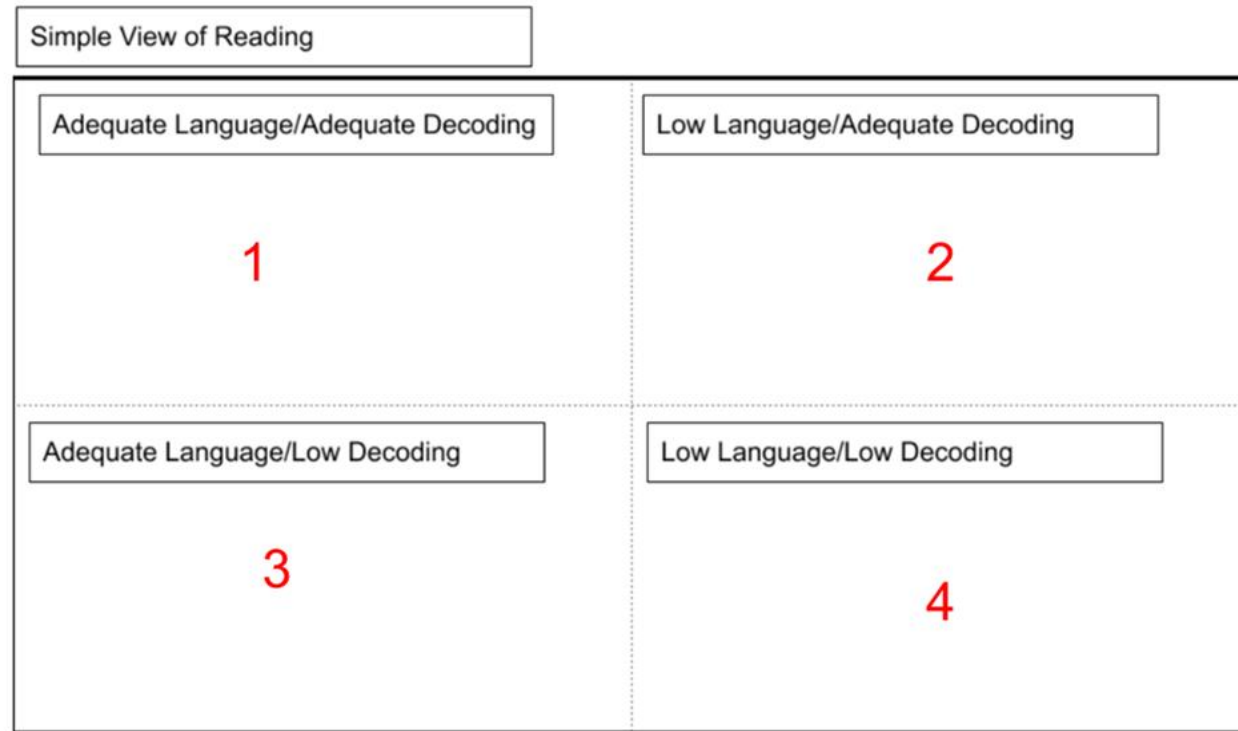 Simple View of Reading
Adequate Language/Adequate Decoding
Low Language/Adequate Decoding
1
2
Adequate Language/Low Decoding
Low Language/Low Decoding
3
4